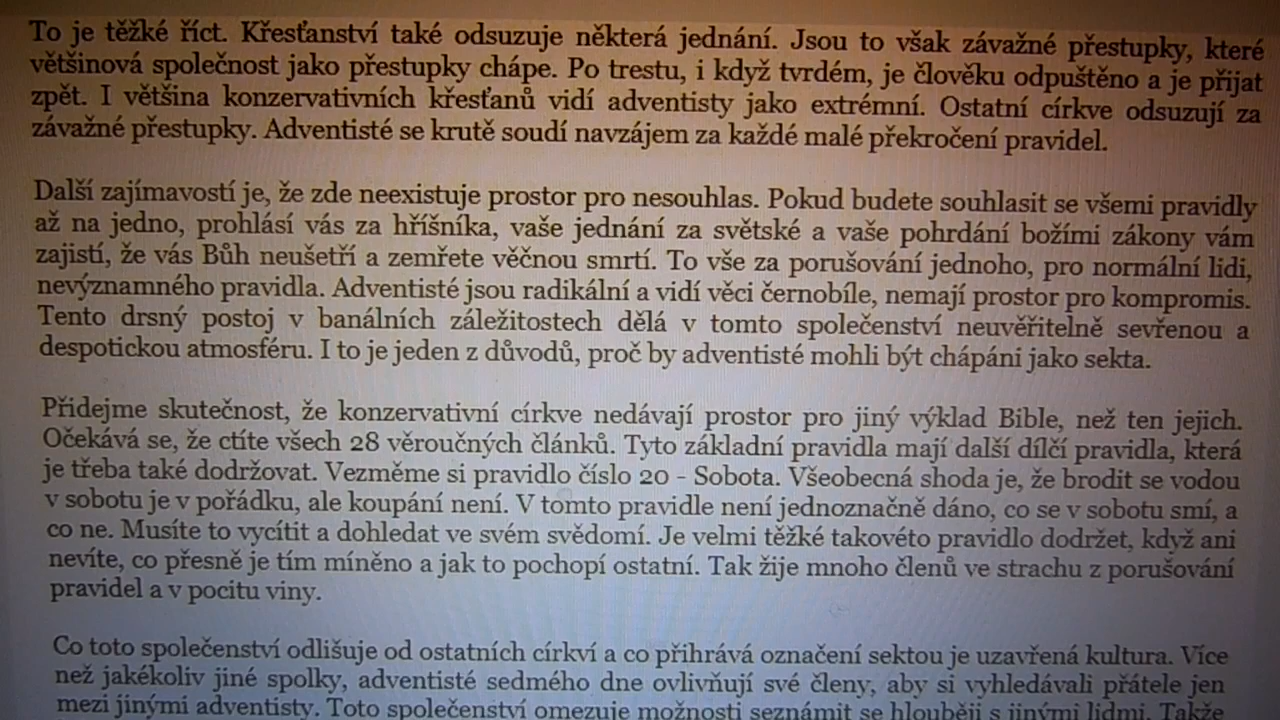 To je těžké říct. Křesťanství také odsuzuje některá jednání. Jsou to však závažné přestupky, které
většinová společnost jako přestupky chápe. Po trestu, i když tvrdém, je člověku odpuštěno a je přijat
zpět. I většina konzervativních křesťanů vidí adventisty jako extrémní. Ostatní církve odsuzují za
závažné přestupky. Adventisté se krutě soudí navzájem za každé malé překročení pravidel.
Další zajímavostí je, že zde neexistuje prostor pro nesouhlas. Pokud budete souhlasit se všemi pravidly
až na jedno, prohlásí vás za hříšníka, vaše jednání za světské a vaše pohrdání božími zákony vám
zajistí, že vás Bůh neušetří a zemřete věčnou smrtí. To vše za porušování jednoho, pro normální lidi,
nevýznamného pravidla. Adventisté jsou radikální a vidí věci černobíle, nemají prostor pro kompromis.
Tento drsný postoj v banálních záležitostech dělá v tomto společenství neuvěřitelně sevřenou a
despotickou atmosféru. I to je jeden z důvodů, proč by adventisté mohli být chápáni jako sekta.
Přidejme skutečnost, že konzervativní církve nedávají prostor pro jiný výklad Bible, než ten jejich.
Očekává se, že ctíte všech 28 věroučných článků. Tyto základní pravidla mají další dílčí pravidla, která
je třeba také dodržovat. Vezměme si pravidlo číslo 20 - Sobota. Všeobecná shoda je, že brodit se vodou
v sobotu je v pořádku, ale koupání není. V tomto pravidle není jednoznačně dáno, co se v sobotu smí, a
co ne. Musíte to vycítit a dohledat ve svém svědomí. Je velmi těžké takovéto pravidlo dodržet, když ani
nevíte, co přesně je tím míněno a jak to pochopí ostatní. Tak žije mnoho členů ve strachu z porušování
pravidel a v pocitu viny.
Co toto společenství odlišuje od ostatních církví a co přihrává označení sektou je uzavřená kultura. Více
než jakékoliv jiné spolky, adventisté sedmého dne ovlivňují své členy, aby si vyhledávali přátele jen
mezi jinými adventisty. Toto společenství omezuje možnosti seznámit se hlouběji s jinými lidmi. Takže